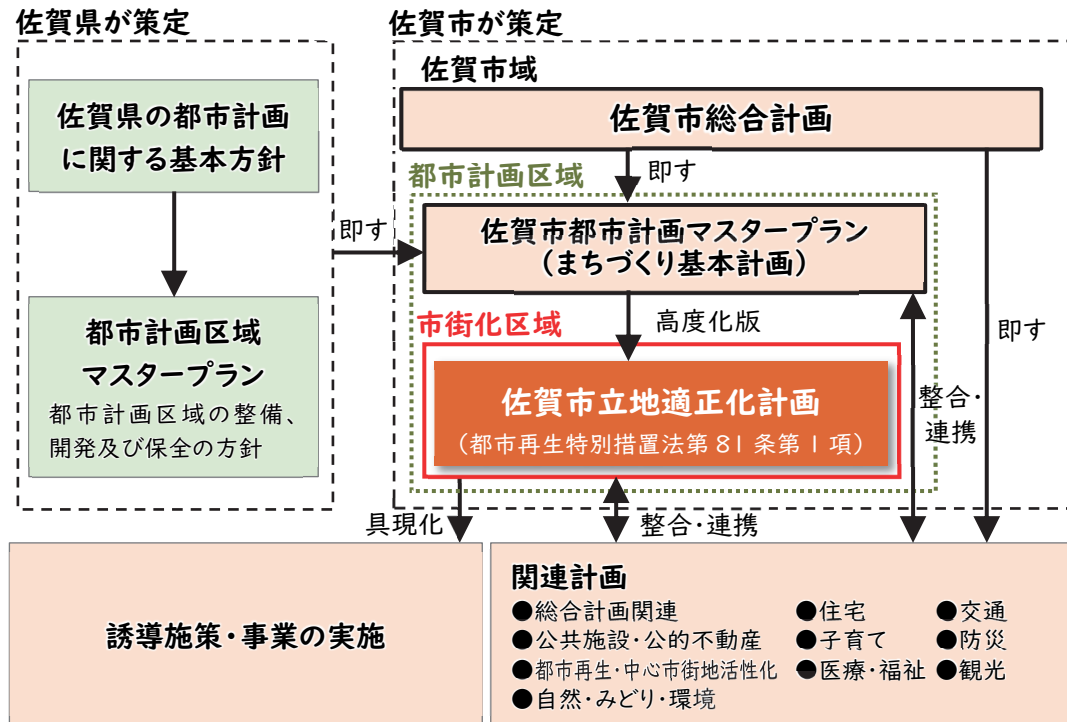 佐賀県が策定
佐賀県の都市計画
に関する基本方針
都市計画区域
マスタープラン
都市計画区域の整備、
開発及び保全の方針
即す
佐賀市が策定
佐賀市域
佐賀市総合計画
即す
都市計画区域
佐賀市都市計画マスタープラン
(まちづくり基本計画)
高度化版
市街化区域
佐賀市立地適正化計画
(都市再生特別措置法第81条第1項)
即す
整合・
連携
具現化
整合・連携
誘導施策・事業の実施
関連計画
●総合計画関連 ●住宅 ●交通
●公共施設・公的不動産 ●子育て ●防災
●都市再生・中心市街地活性化 ●医療・福祉 ●観光
●自然・みどり・環境